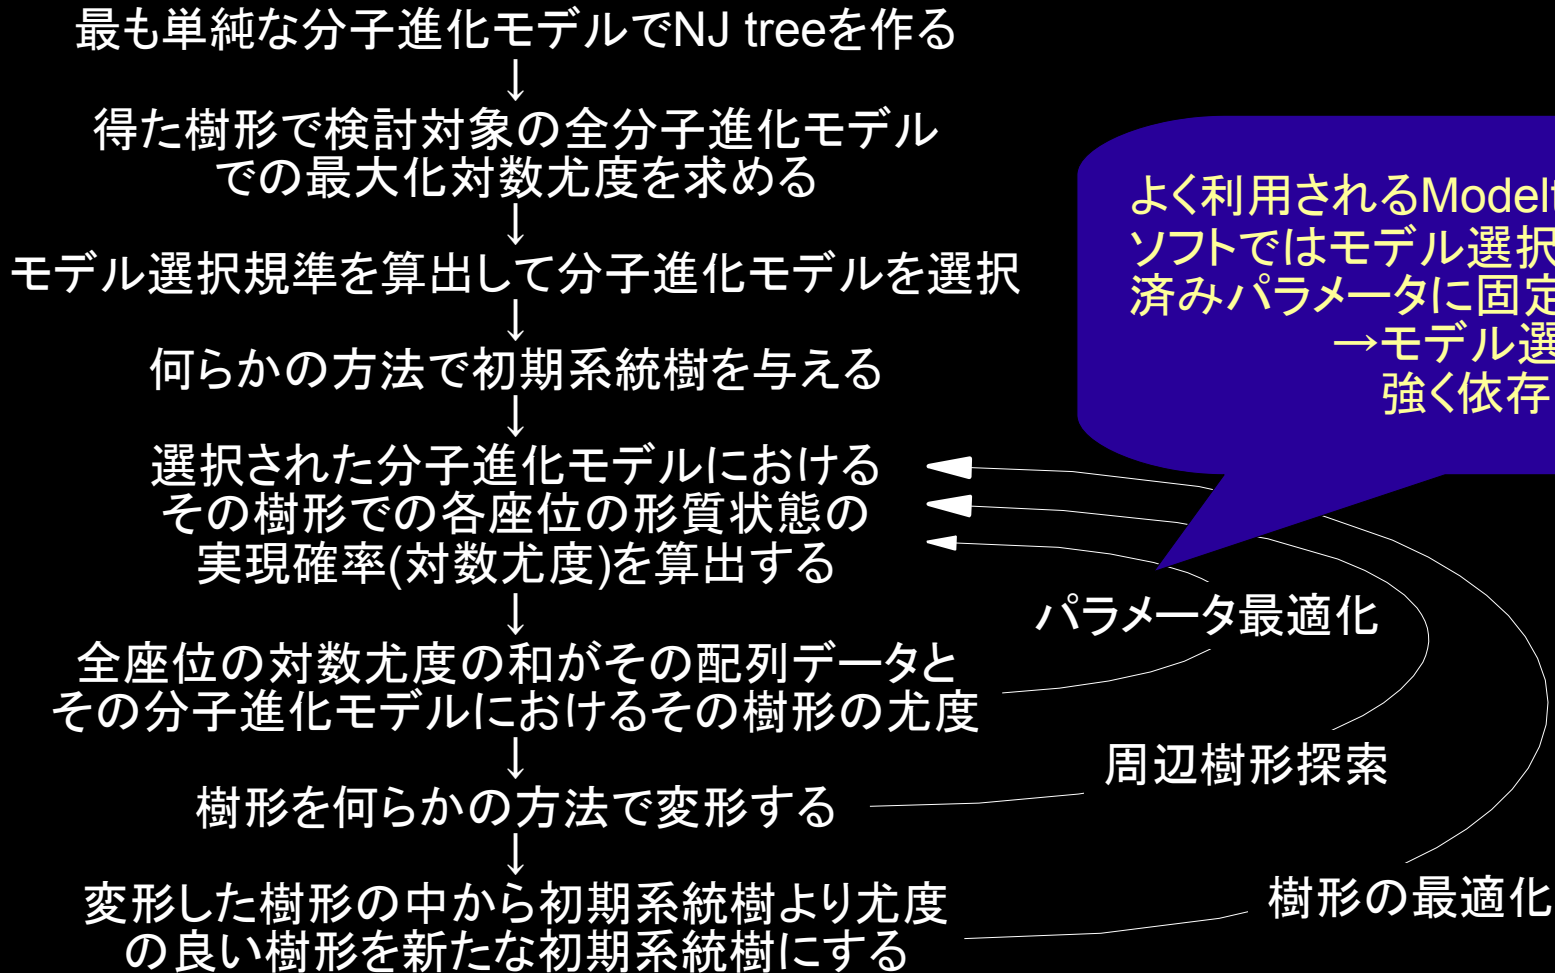 最も単純な分子進化モデルでNJ treeを作る
↓
得た樹形で検討対象の全分子進化モデル
での最大化対数尤度を求める
↓
モデル選択規準を算出して分子進化モデルを選択
↓
何らかの方法で初期系統樹を与える
↓
選択された分子進化モデルにおける
その樹形での各座位の形質状態の
実現確率(対数尤度)を算出する
↓
全座位の対数尤度の和がその配列データと
その分子進化モデルにおけるその樹形の尤度
↓
樹形を何らかの方法で変形する
↓
変形した樹形の中から初期系統樹より尤度
の良い樹形を新たな初期系統樹にする
よく利用されるModelt
ソフトではモデル選択
済みパラメータに固定
→モデル選
強く依存
パラメータ最適化
周辺樹形探索
樹形の最適化